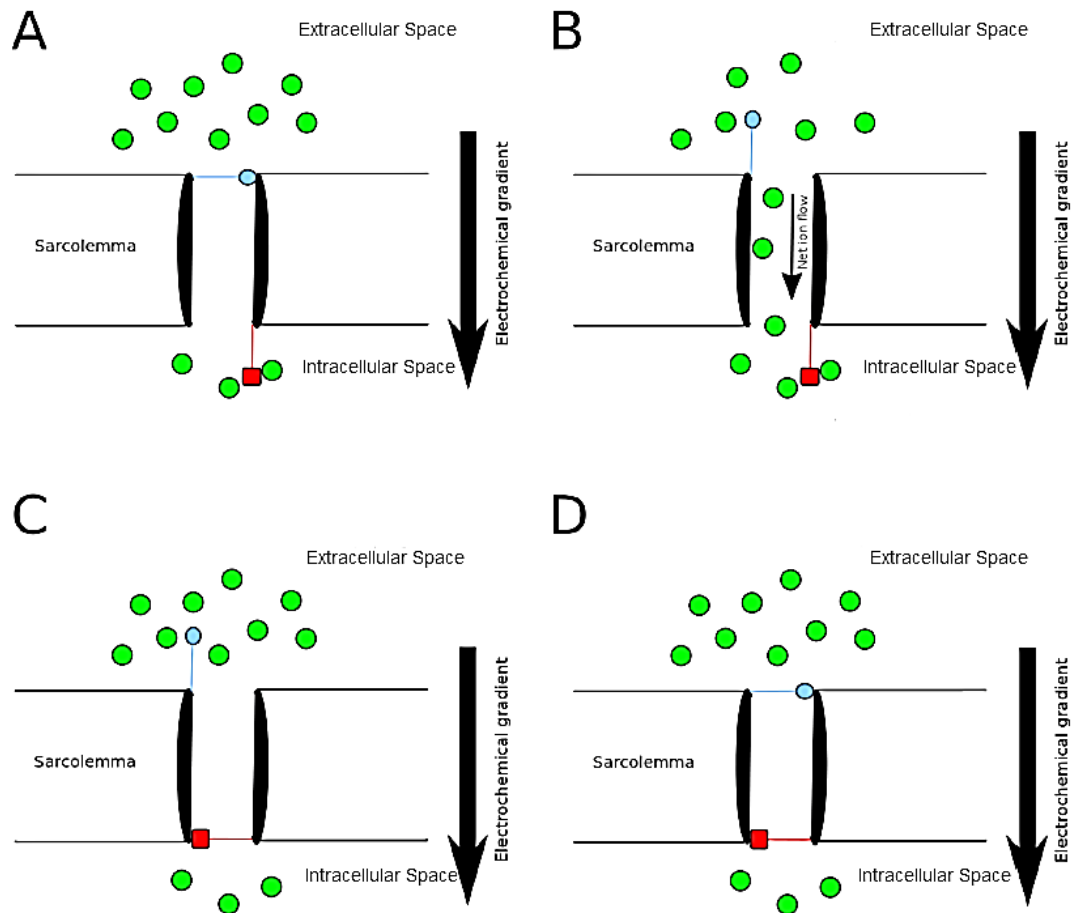 A
Extracellular Space
Sarcolemma
Intracellular Space
Electrochemical gradient
B
Extracellular Space
Sarcolemma
Net ion flow
Intracellular Space
Electrochemical gradient
C
Extracellular Space
Sarcolemma
Intracellular Space
Electrochemical gradient
D
Extracellular Space
Sarcolemma
Intracellular Space
Electrochemical gradient